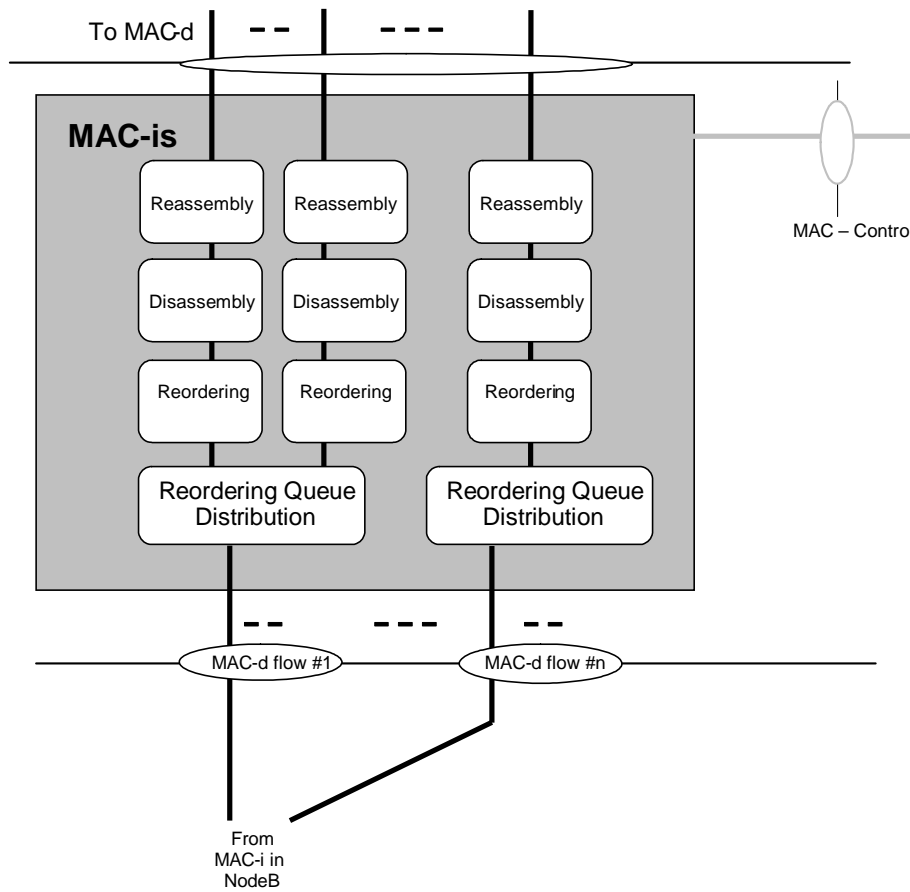 To MAC-d
MAC-is
Reassembly
Reassembly
Reassembly
MAC – Contro
Disassembly
Disassembly
Disassembly
Reordering
Reordering
Reordering
Reordering Queue
Distribution
Reordering Queue
Distribution
MAC-d flow #1
MAC-d flow #n
From
MAC-i in
NodeB